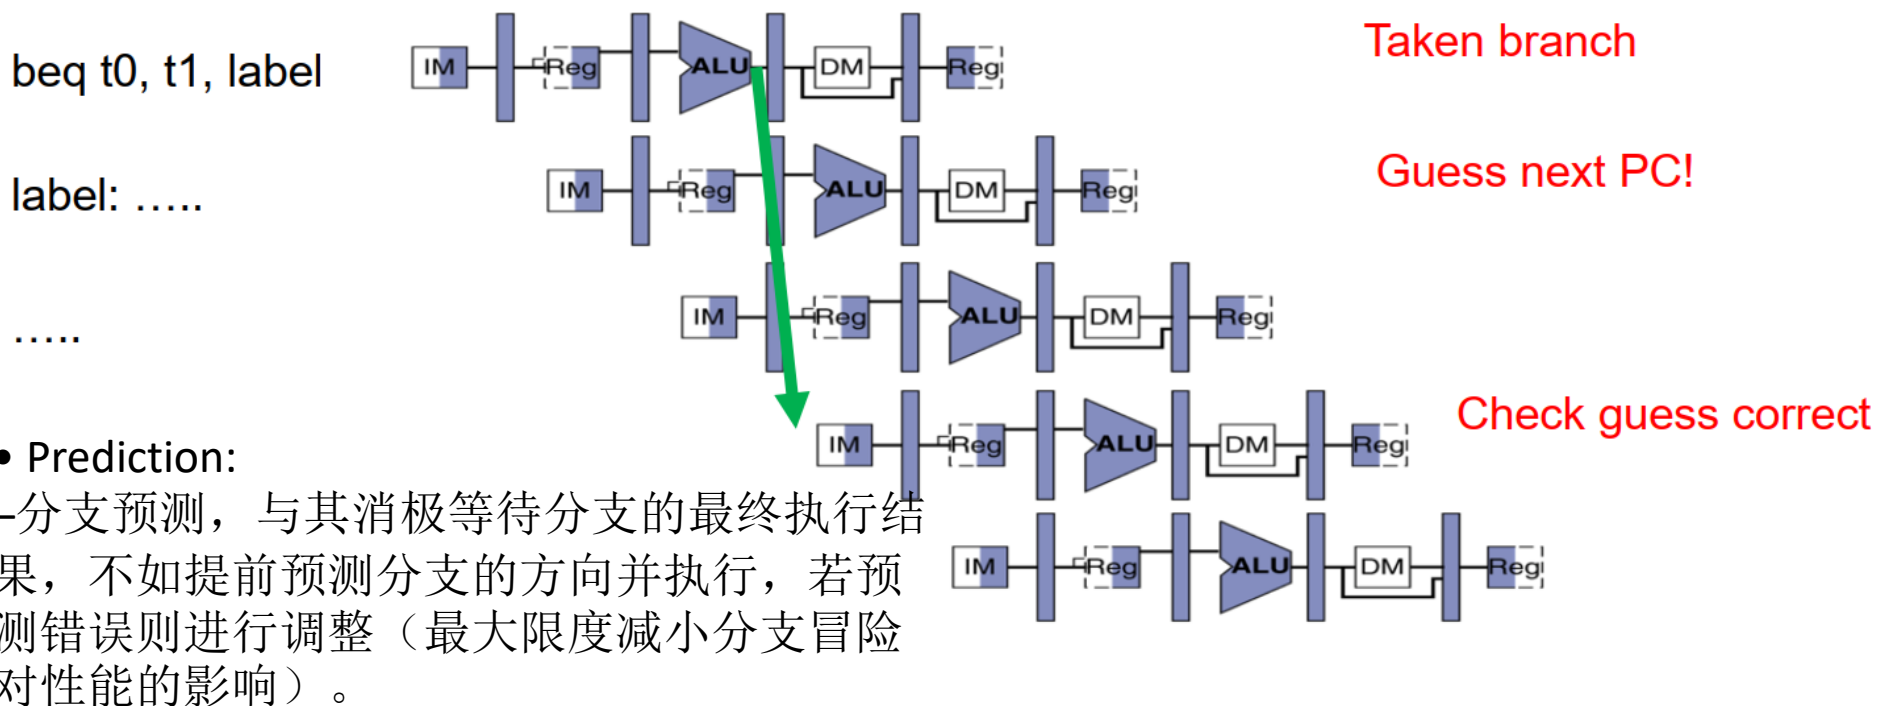 beq t0, t1, label
IM Reg ALU DM Reg
Taken branch
label: .....
IM Reg ALU DM Reg
Guess next PC!
.....
IM Reg ALU DM Reg
IM Reg ALU DM Reg
Check guess correct
• Prediction:
–分支预测，与其消极等待分支的最终执行结
果，不如提前预测分支的方向并执行，若预
测错误则进行调整（最大限度减小分支冒险
对性能的影响）。
IM Reg ALU DM Reg